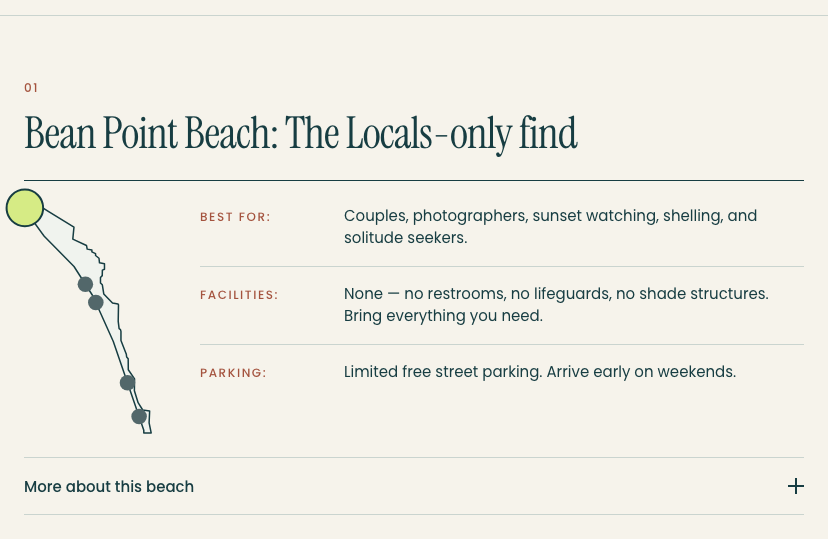 01
Bean Point Beach: The Locals-only find
BEST FOR:
Couples, photographers, sunset watching, shelling, and
solitude seekers.
FACILITIES:
None — no restrooms, no lifeguards, no shade structures.
Bring everything you need.
PARKING:
Limited free street parking. Arrive early on weekends.
More about this beach